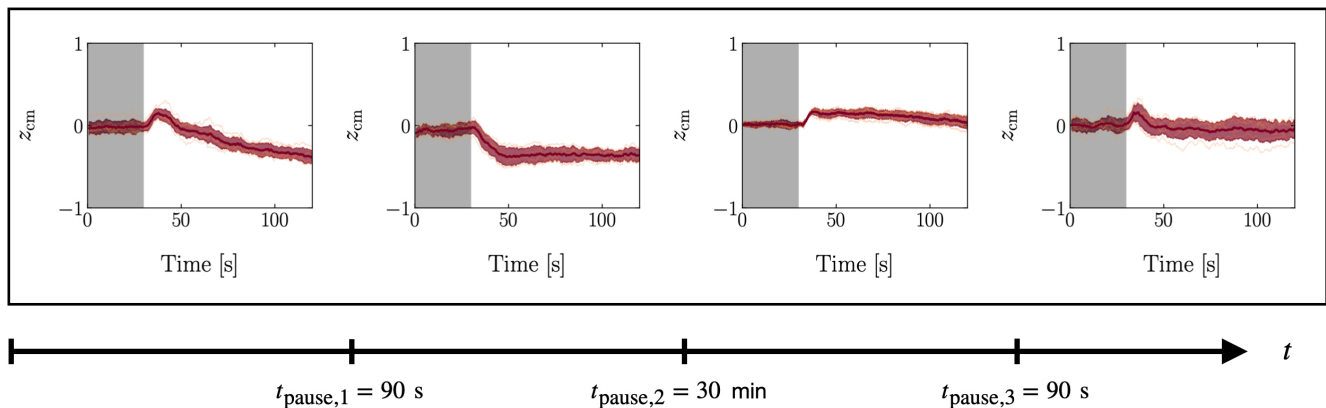 1 1 1 1
z_cm z_cm z_cm z_cm
0 0 0 0
−1 −1 −1 −1
0 50 100 0 50 100 0 50 100 0 50 100
Time [s] Time [s] Time [s] Time [s]
t
t_pause,1 = 90 s t_pause,2 = 30 min t_pause,3 = 90 s